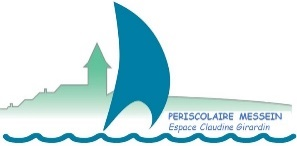 PERISCOLAIRE MESSEIN
Espace Claudine Girardin